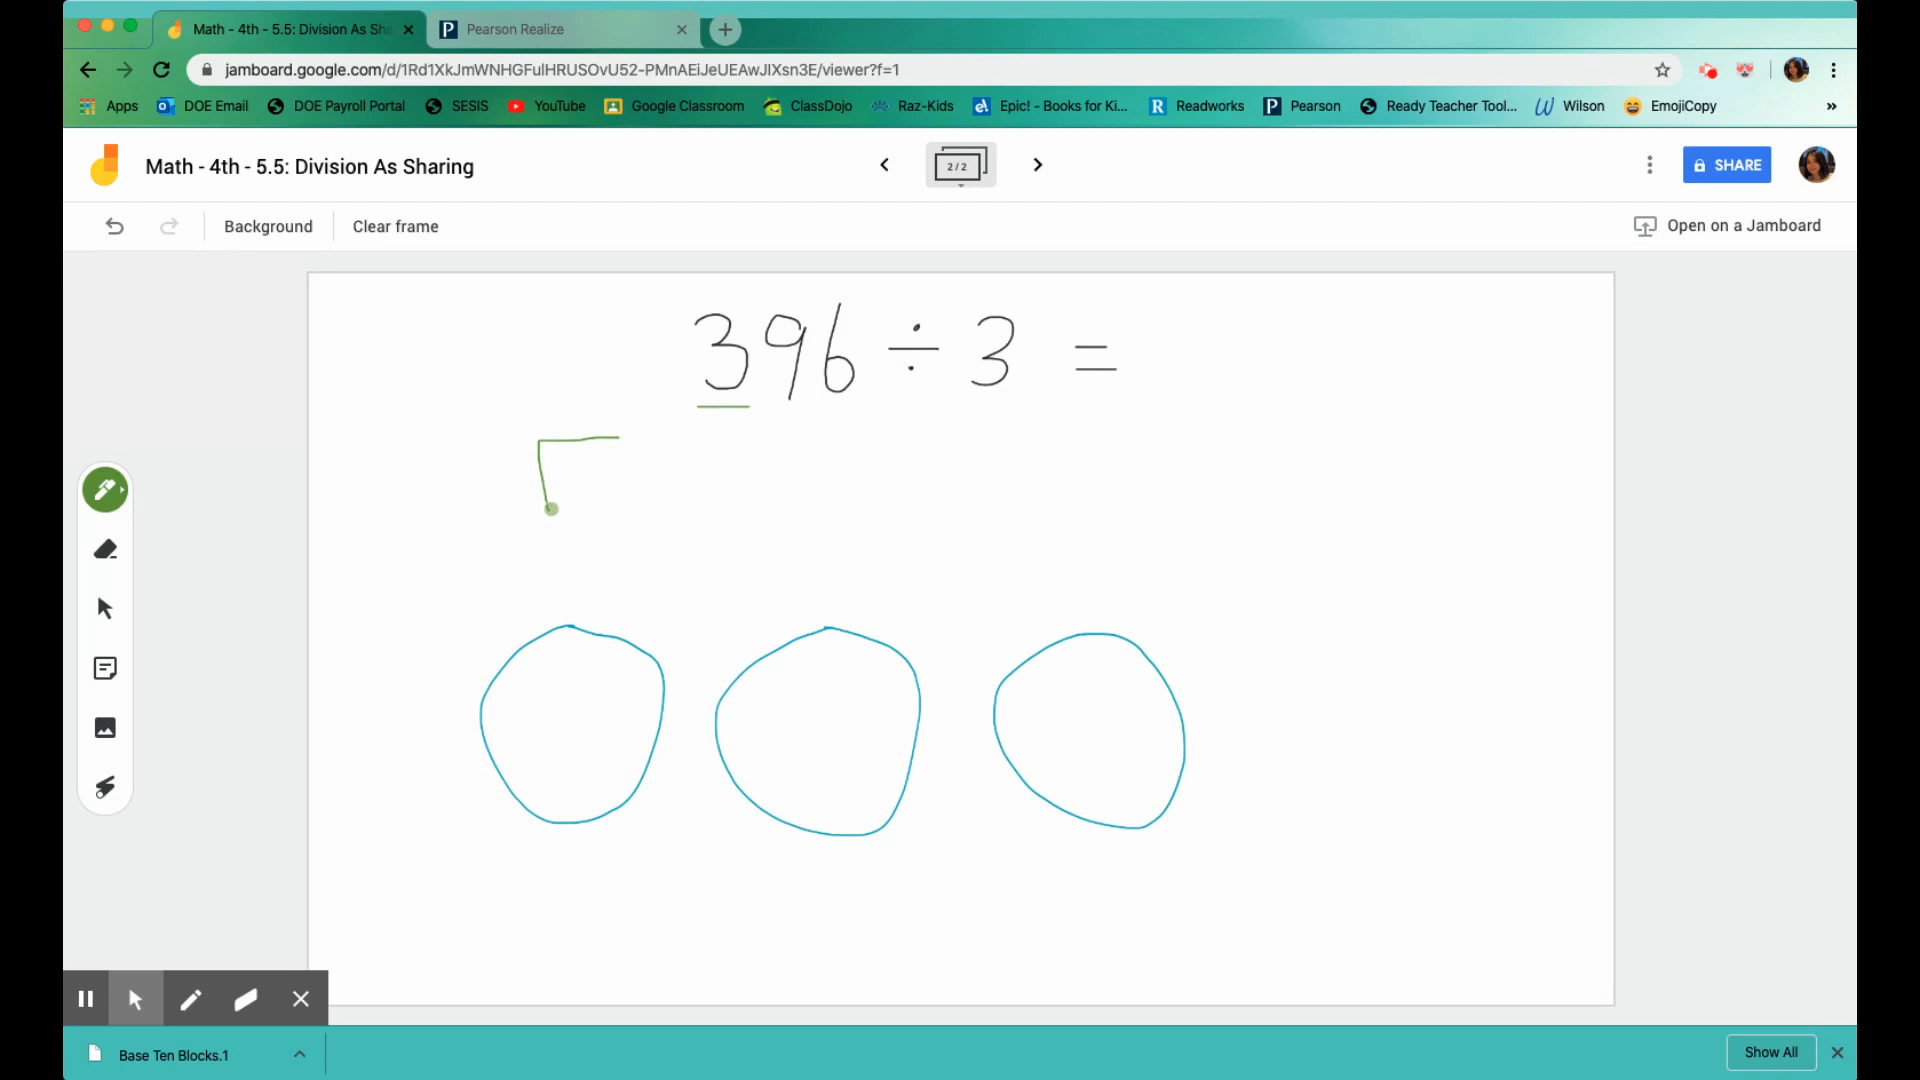 Math - 4th - 5.5: Division As Sha
Pearson Realize
jamboard.google.com/d/1Rd1XkJmWNHGFulHRUSOvU52-PMnAEiJeUEAwJlXsn3E/viewer?f=1
Apps DOE Email DOE Payroll Portal SESIS YouTube Google Classroom ClassDojo Raz-Kids Epic! - Books for Ki... Readworks Pearson Ready Teacher Tool... Wilson EmojiCopy »
Math - 4th - 5.5: Division As Sharing
2 / 2
SHARE
Background Clear frame
Open on a Jamboard
396 ÷ 3 =
Base Ten Blocks.1
Show All